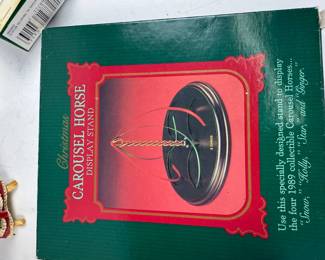 Christmas
CAROUSEL HORSE
DISPLAY STAND
Use this specially designed stand to display
the four 1989 collectible Carousel Horses...
"Snow," "Holly," "Star," and "Ginger."